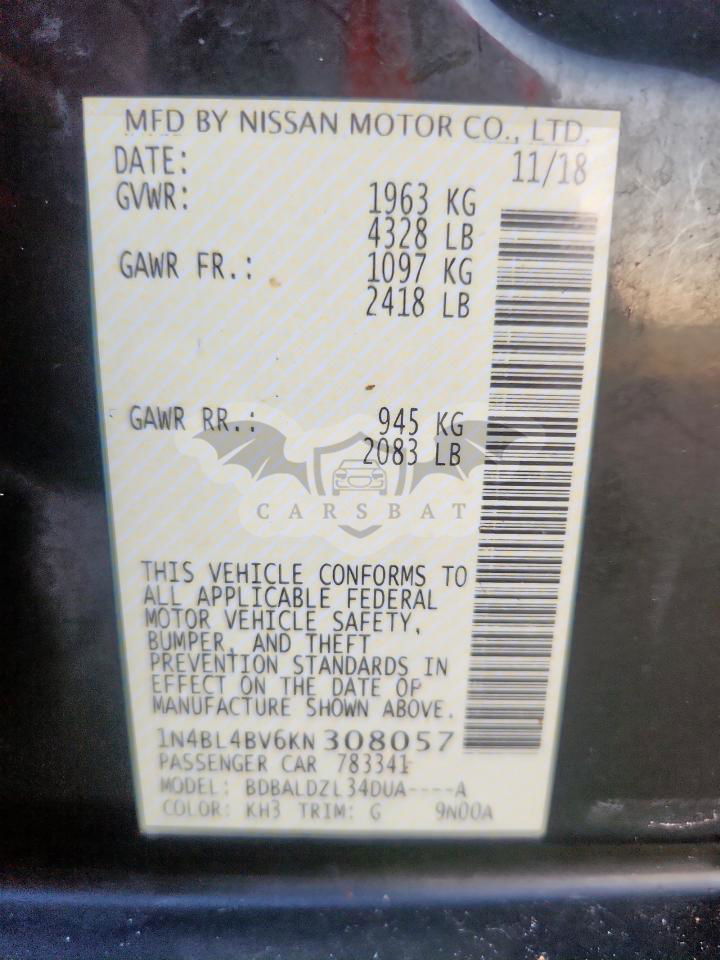 MFD BY NISSAN MOTOR CO., LTD.
DATE: 11/18
GVWR: 1963 KG
4328 LB
GAWR FR.: 1097 KG
2418 LB
GAWR RR.: 945 KG
2083 LB
CARSBAT
THIS VEHICLE CONFORMS TO
ALL APPLICABLE FEDERAL
MOTOR VEHICLE SAFETY,
BUMPER, AND THEFT
PREVENTION STANDARDS IN
EFFECT ON THE DATE OF
MANUFACTURE SHOWN ABOVE.
1N4BL4BV6KN308057
PASSENGER CAR 783341
MODEL: BDBALDZL34DUA----A
COLOR: KH3 TRIM: G 9N00A